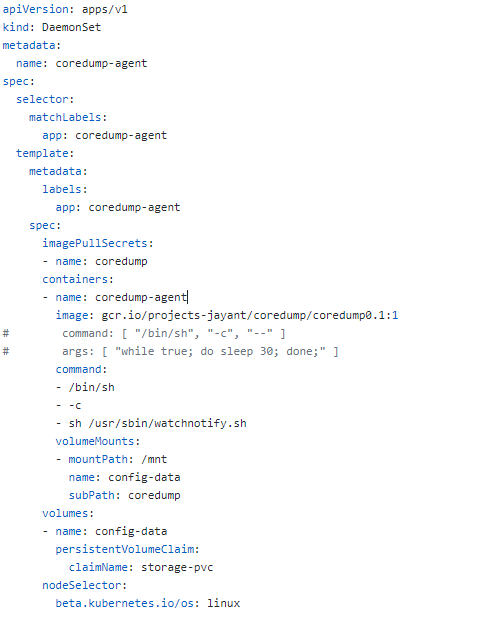 apiVersion: apps/v1
kind: DaemonSet
metadata:
  name: coredump-agent
spec:
  selector:
    matchLabels:
      app: coredump-agent
  template:
    metadata:
      labels:
        app: coredump-agent
    spec:
      imagePullSecrets:
      - name: coredump
      containers:
      - name: coredump-agent
        image: gcr.io/projects-jayant/coredump/coredump0.1:1
#        command: [ "/bin/sh", "-c", "--" ]
#        args: [ "while true; do sleep 30; done;" ]
        command:
        - /bin/sh
        - -c
        - sh /usr/sbin/watchnotify.sh
        volumeMounts:
        - mountPath: /mnt
          name: config-data
          subPath: coredump
      volumes:
      - name: config-data
        persistentVolumeClaim:
          claimName: storage-pvc
      nodeSelector:
        beta.kubernetes.io/os: linux